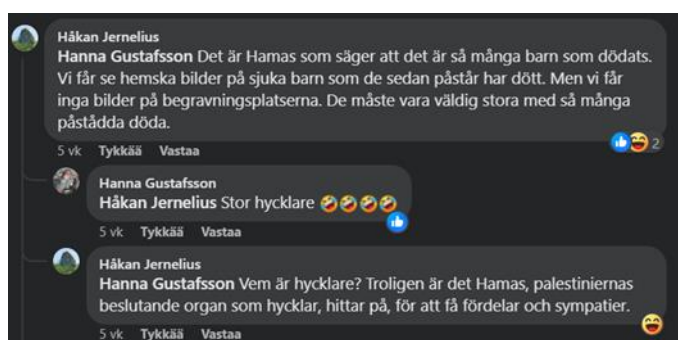 Håkan Jernelius
Hanna Gustafsson Det är Hamas som säger att det är så många barn som dödats.
Vi får se hemska bilder på sjuka barn som de sedan påstår har dött. Men vi får
inga bilder på begravningsplatserna. De måste vara väldig stora med så många
påstådda döda.
2
5 vk Tykkää Vastaa
Hanna Gustafsson
Håkan Jernelius Stor hycklare 🤣🤣🤣🤣
5 vk Tykkää Vastaa
Håkan Jernelius
Hanna Gustafsson Vem är hycklare? Troligen är det Hamas, palestiniernas
beslutande organ som hycklar, hittar på, för att få fördelar och sympatier.
5 vk Tykkää Vastaa